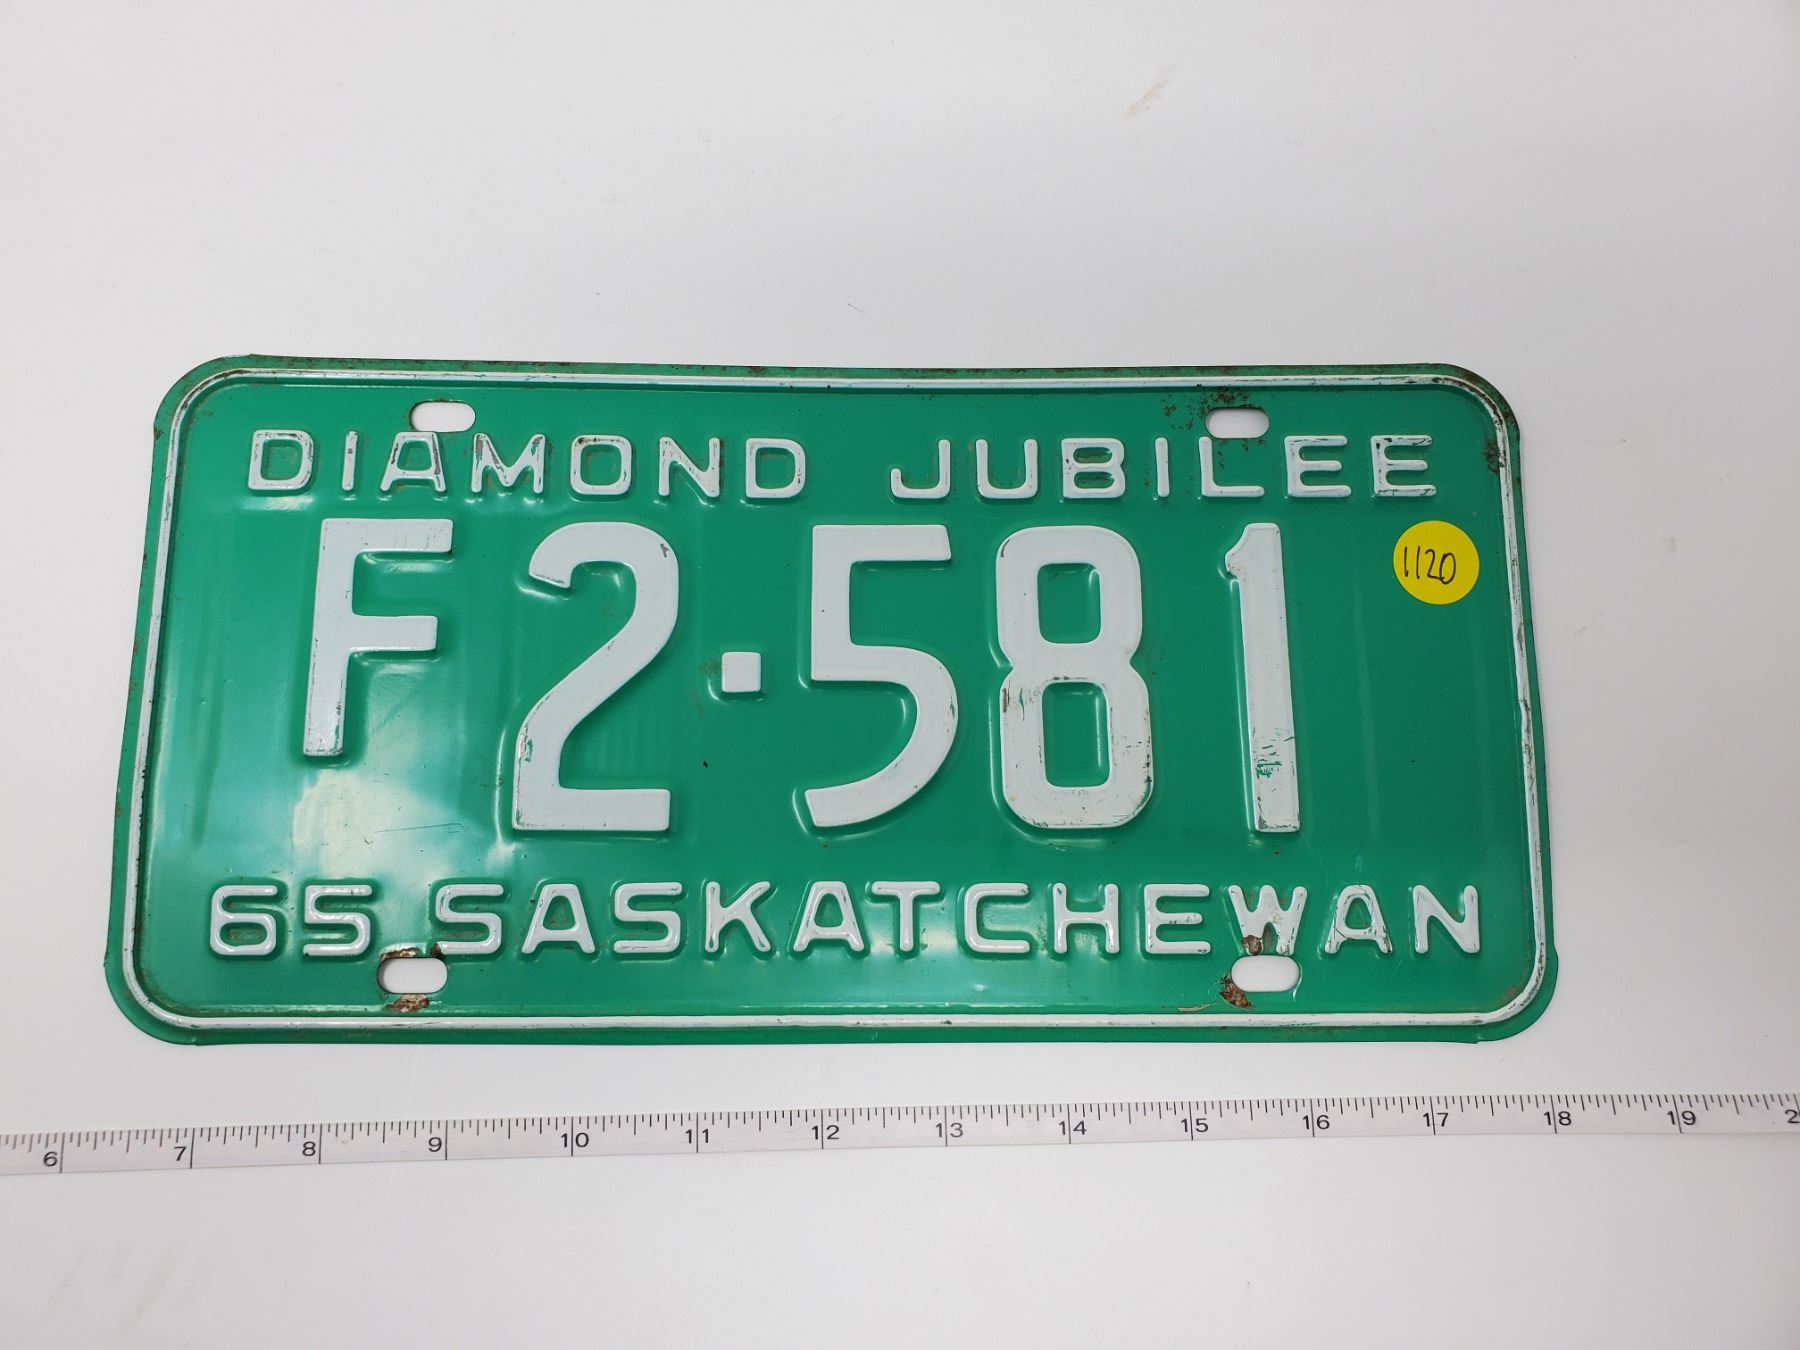 DIAMOND JUBILEE
F2·581
1120
65 SASKATCHEWAN
6 7 8 9 10 11 12 13 14 15 16 17 18 19